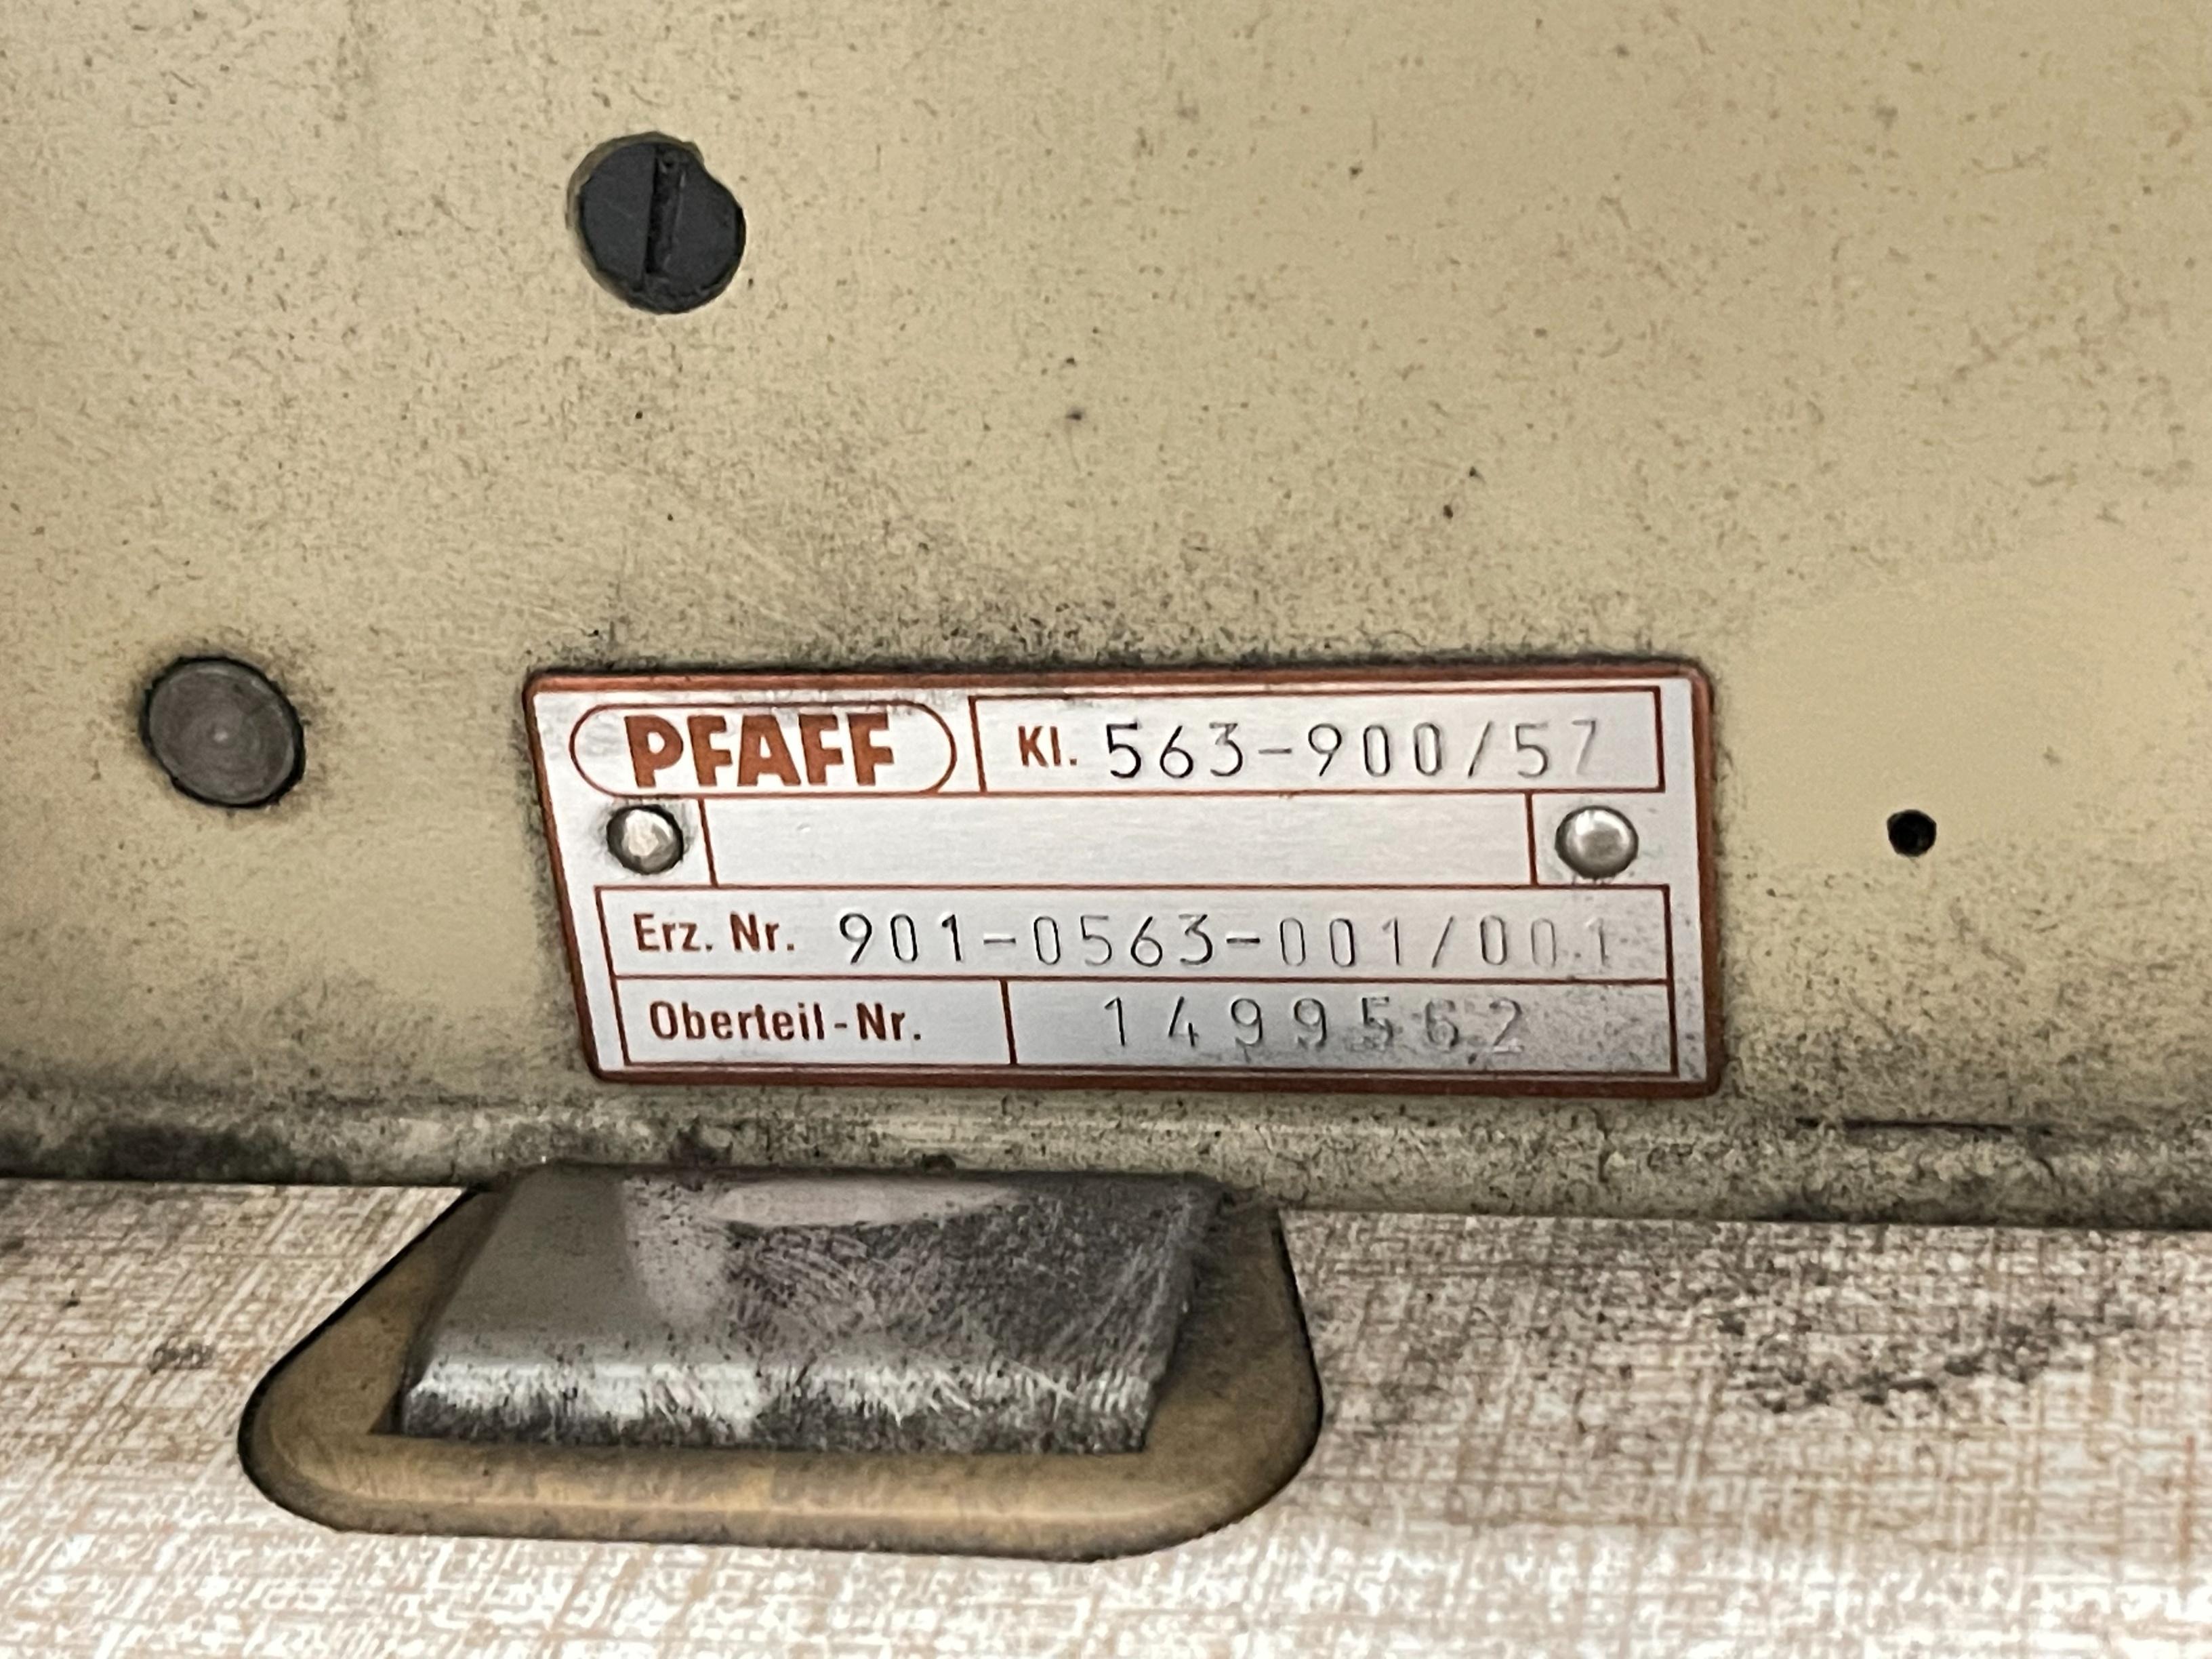 PFAFF Kl. 563-900/57
Erz. Nr. 901-0563-001/001
Oberteil-Nr. 1499562